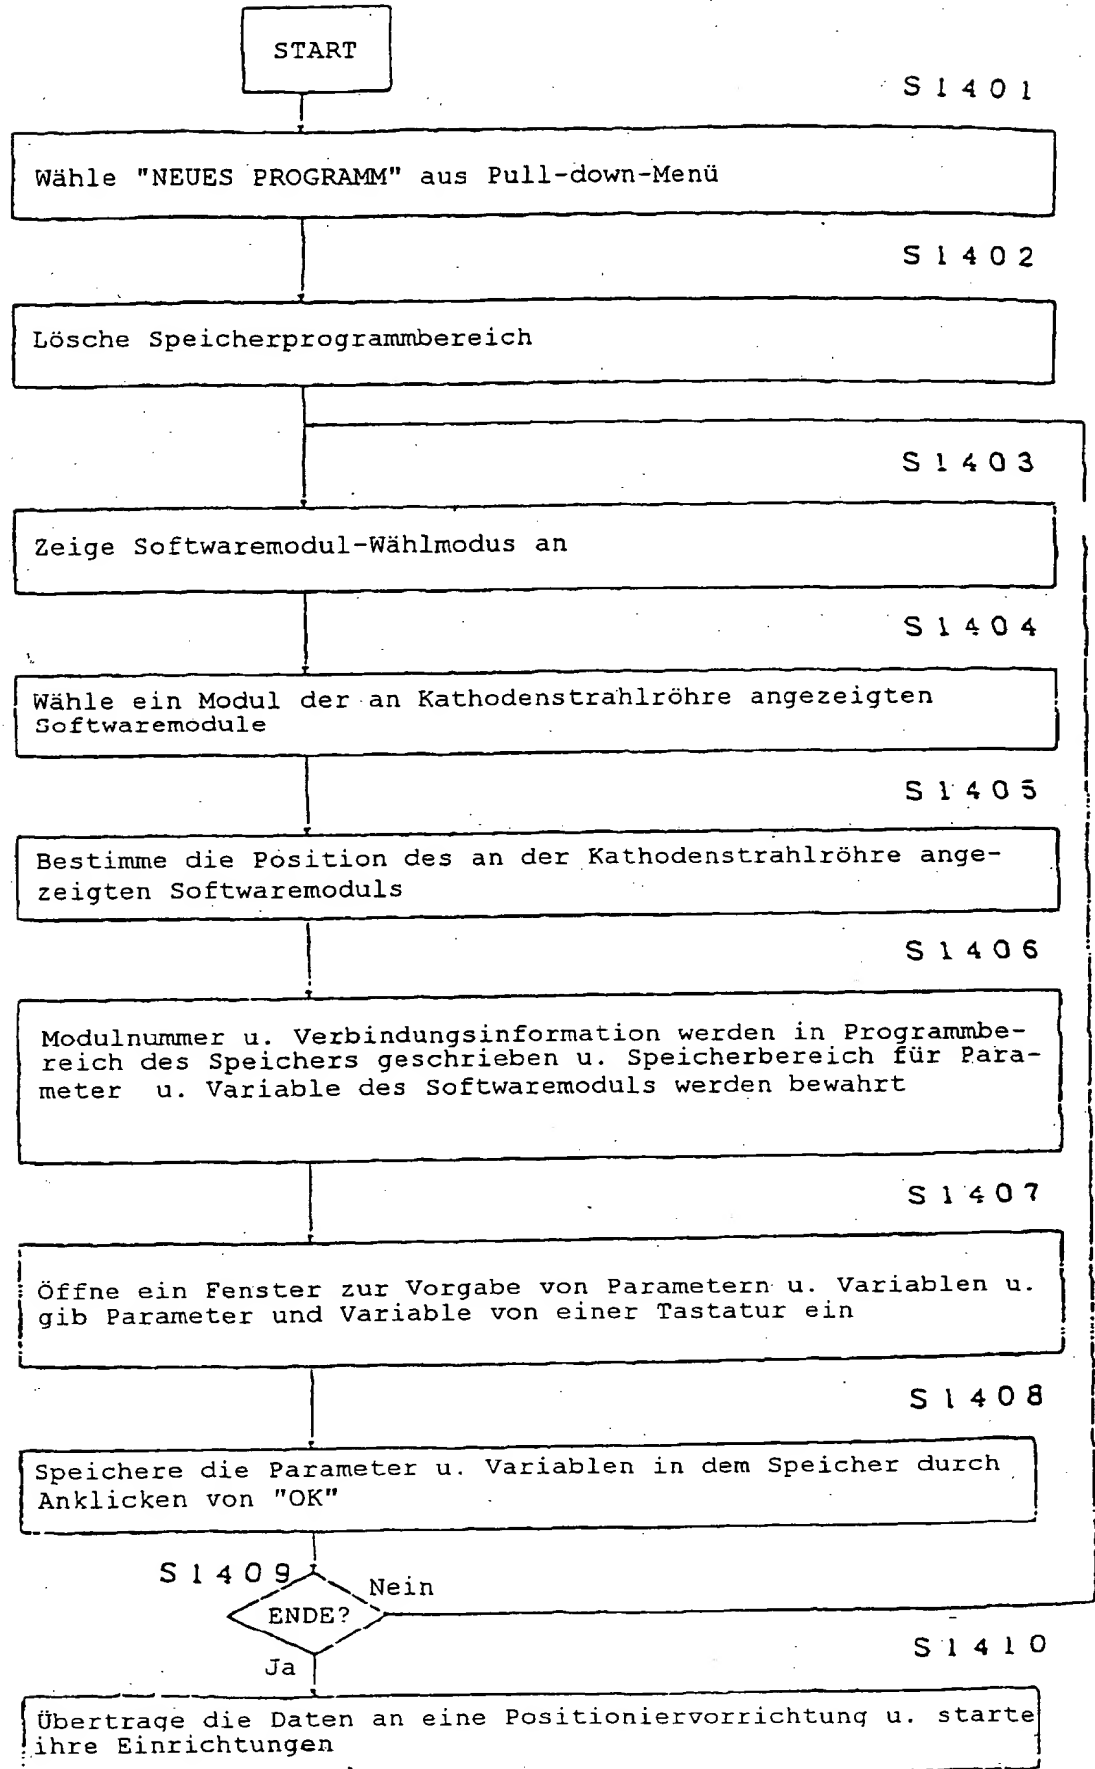 START
S1401
Wähle "NEUES PROGRAMM" aus Pull-down-Menü
S1402
Lösche Speicherprogrammbereich
S1403
Zeige Softwaremodul-Wählmodus an
S1404
Wähle ein Modul der an Kathodenstrahlröhre angezeigten
Softwaremodule
S1405
Bestimme die Position des an der Kathodenstrahlröhre ange-
zeigten Softwaremoduls
S1406
Modulnummer u. Verbindungsinformation werden in Programmbe-
reich des Speichers geschrieben u. Speicherbereich für Para-
meter u. Variable des Softwaremoduls werden bewahrt
S1407
Öffne ein Fenster zur Vorgabe von Parametern u. Variablen u.
gib Parameter und Variable von einer Tastatur ein
S1408
Speichere die Parameter u. Variablen in dem Speicher durch
Anklicken von "OK"
S1409
Nein
ENDE?
S1410
Ja
Übertrage die Daten an eine Positioniervorrichtung u. starte
ihre Einrichtungen